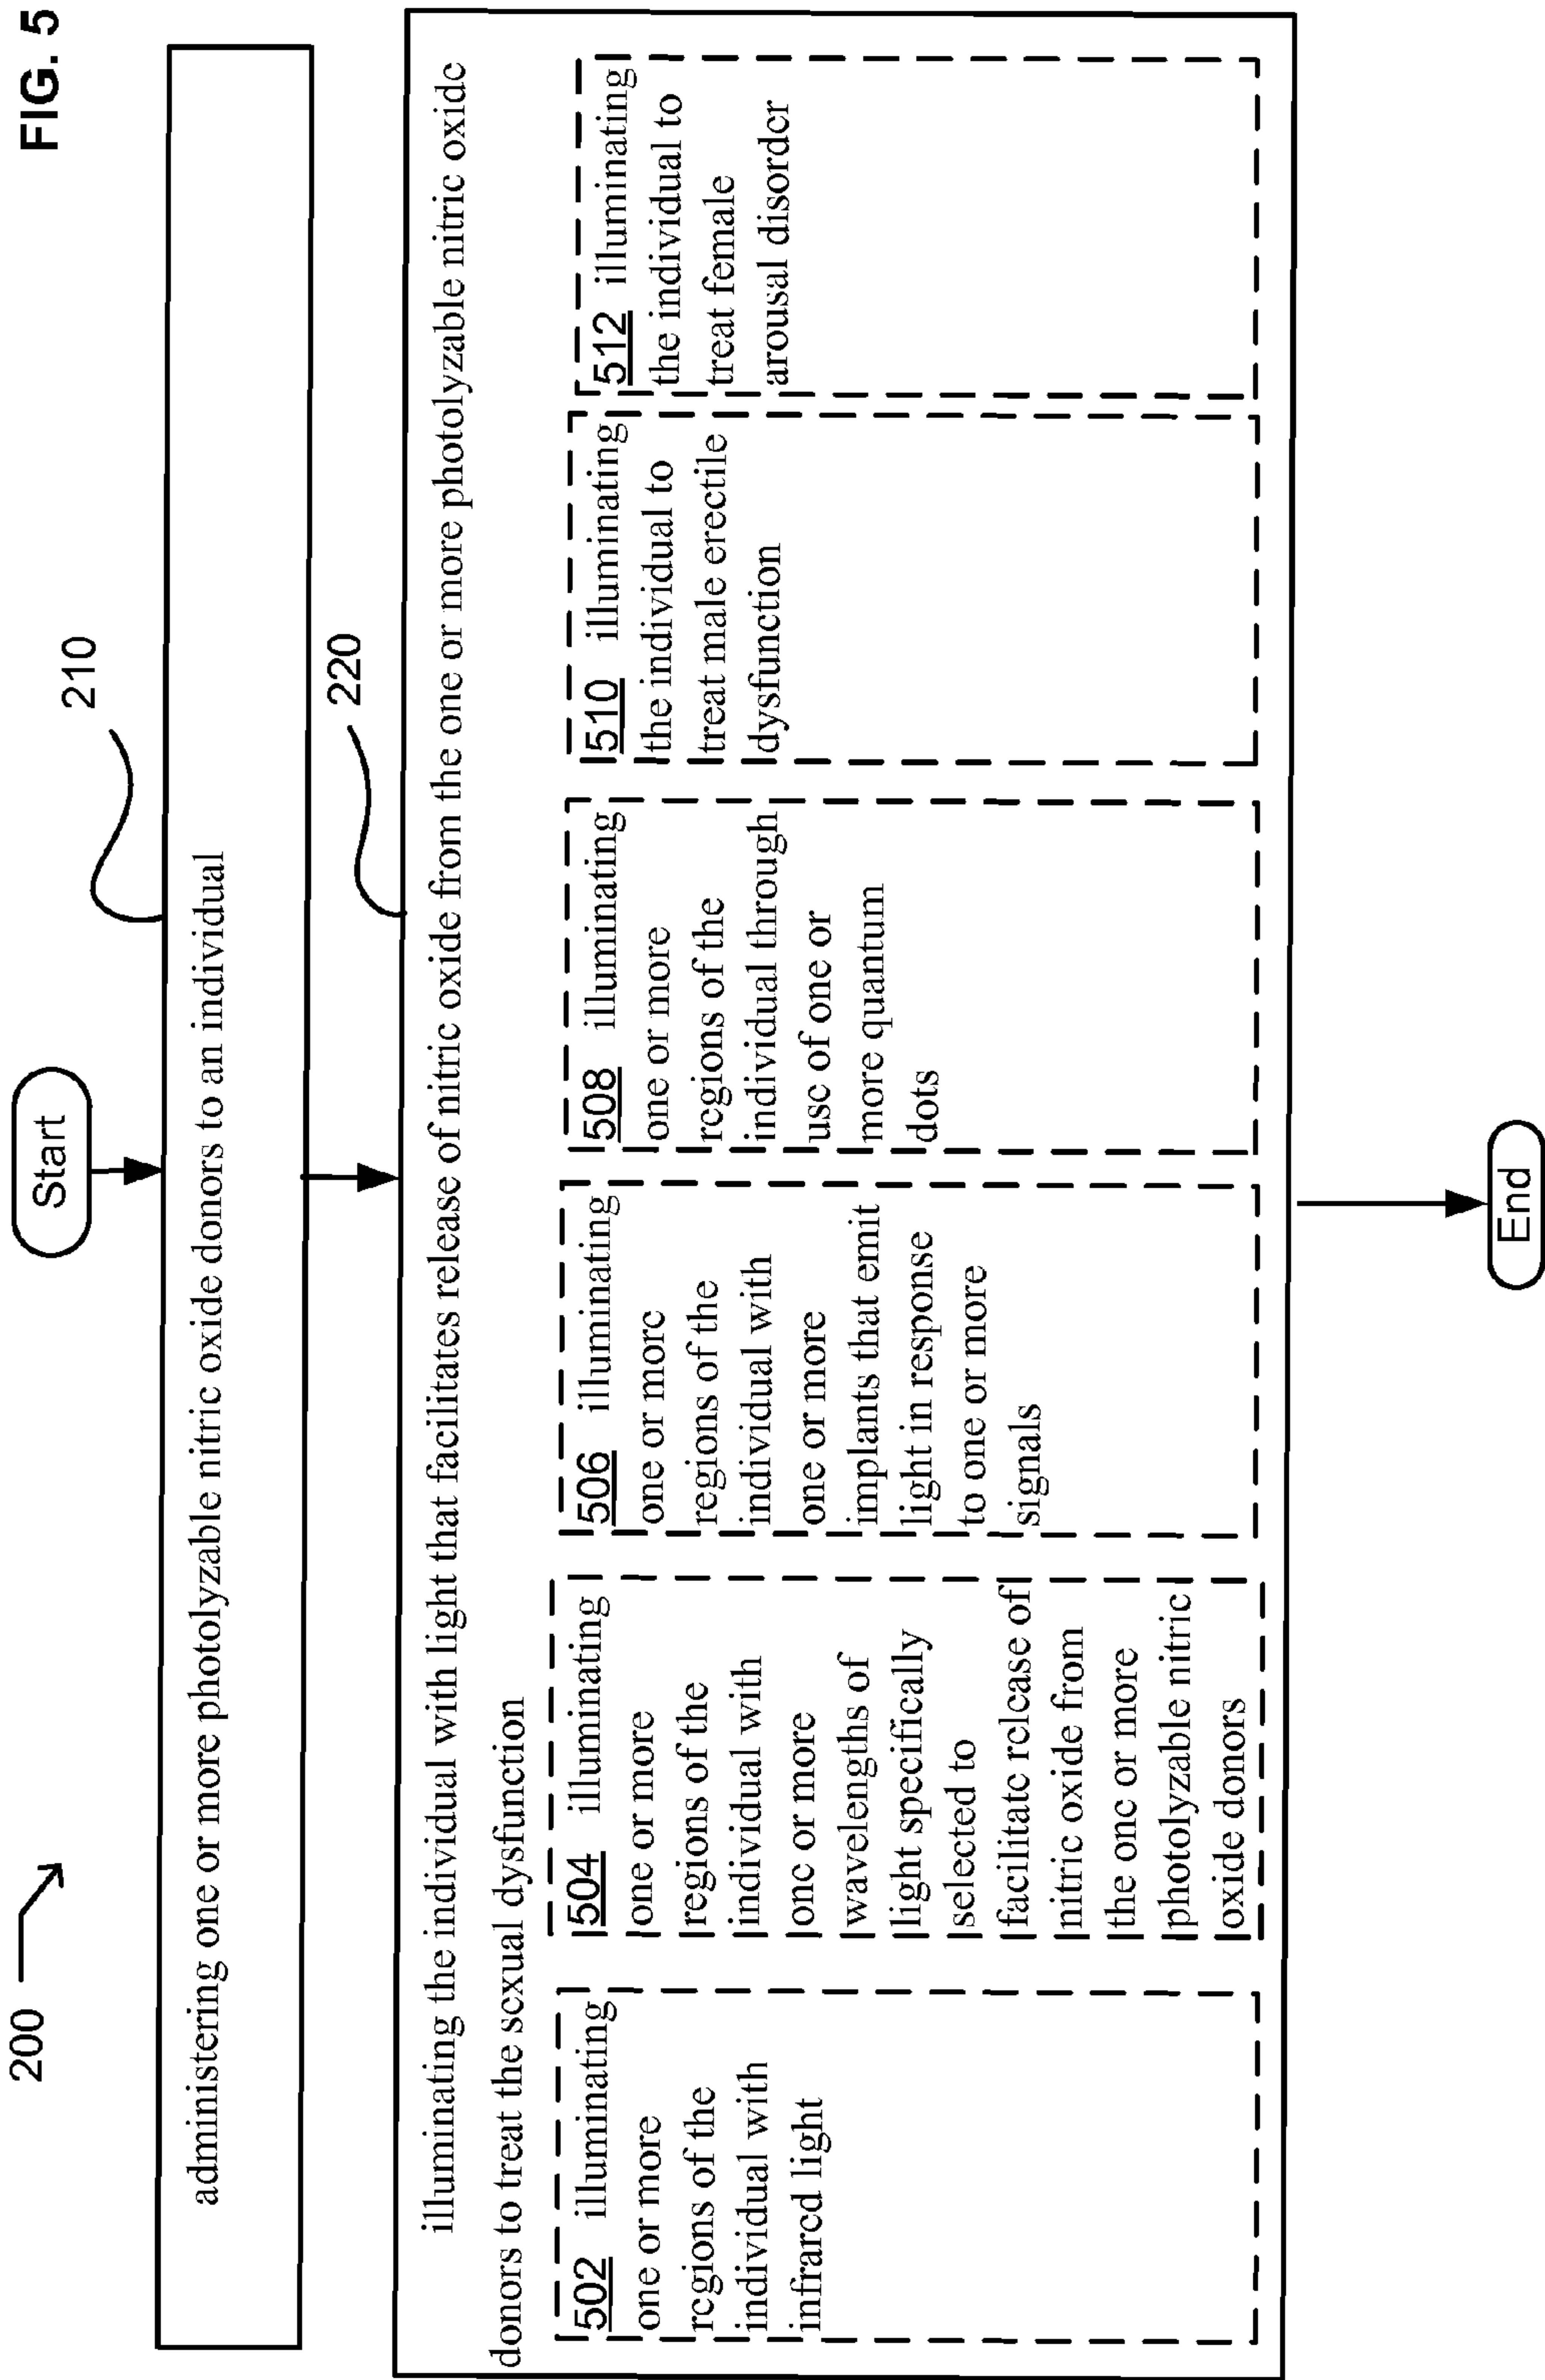 FIG. 5
200
Start
210
administering one or more photolyzable nitric oxide donors to an individual
220
illuminating the individual with light that facilitates release of nitric oxide from the one or more photolyzable nitric oxide
donors to treat the sexual dysfunction
502 illuminating
one or more
regions of the
individual with
infrared light
504 illuminating
one or more
regions of the
individual with
one or more
wavelengths of
light specifically
selected to
facilitate release of
nitric oxide from
the one or more
photolyzable nitric
oxide donors
506 illuminating
one or more
regions of the
individual with
one or more
implants that emit
light in response
to one or more
signals
508 illuminating
one or more
regions of the
individual through
use of one or
more quantum
dots
510 illuminating
the individual to
treat male erectile
dysfunction
512 illuminating
the individual to
treat female
arousal disorder
End